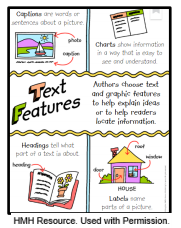 Captions are words or
sentences about a picture.
photo
caption
Charts show information
in a way that is easy to
see and understand.
Text
Features
Authors choose text
and graphic features
to help explain ideas
or to help readers
locate information.
Headings tell what
part of a text is about.
heading
roof
window
door
HOUSE
Labels name
parts of a picture
HMH Resource. Used with Permission.